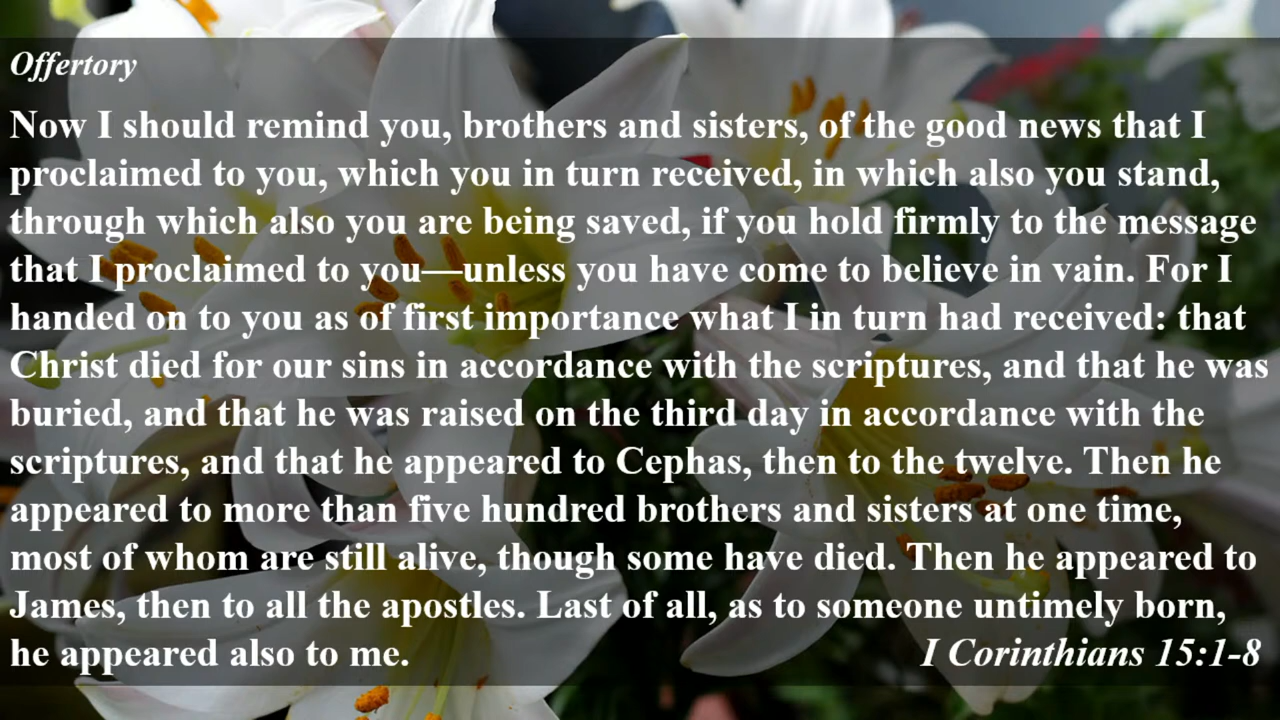 Offertory
Now I should remind you, brothers and sisters, of the good news that I
proclaimed to you, which you in turn received, in which also you stand,
through which also you are being saved, if you hold firmly to the message
that I proclaimed to you—unless you have come to believe in vain. For I
handed on to you as of first importance what I in turn had received: that
Christ died for our sins in accordance with the scriptures, and that he was
buried, and that he was raised on the third day in accordance with the
scriptures, and that he appeared to Cephas, then to the twelve. Then he
appeared to more than five hundred brothers and sisters at one time,
most of whom are still alive, though some have died. Then he appeared to
James, then to all the apostles. Last of all, as to someone untimely born,
he appeared also to me. I Corinthians 15:1-8